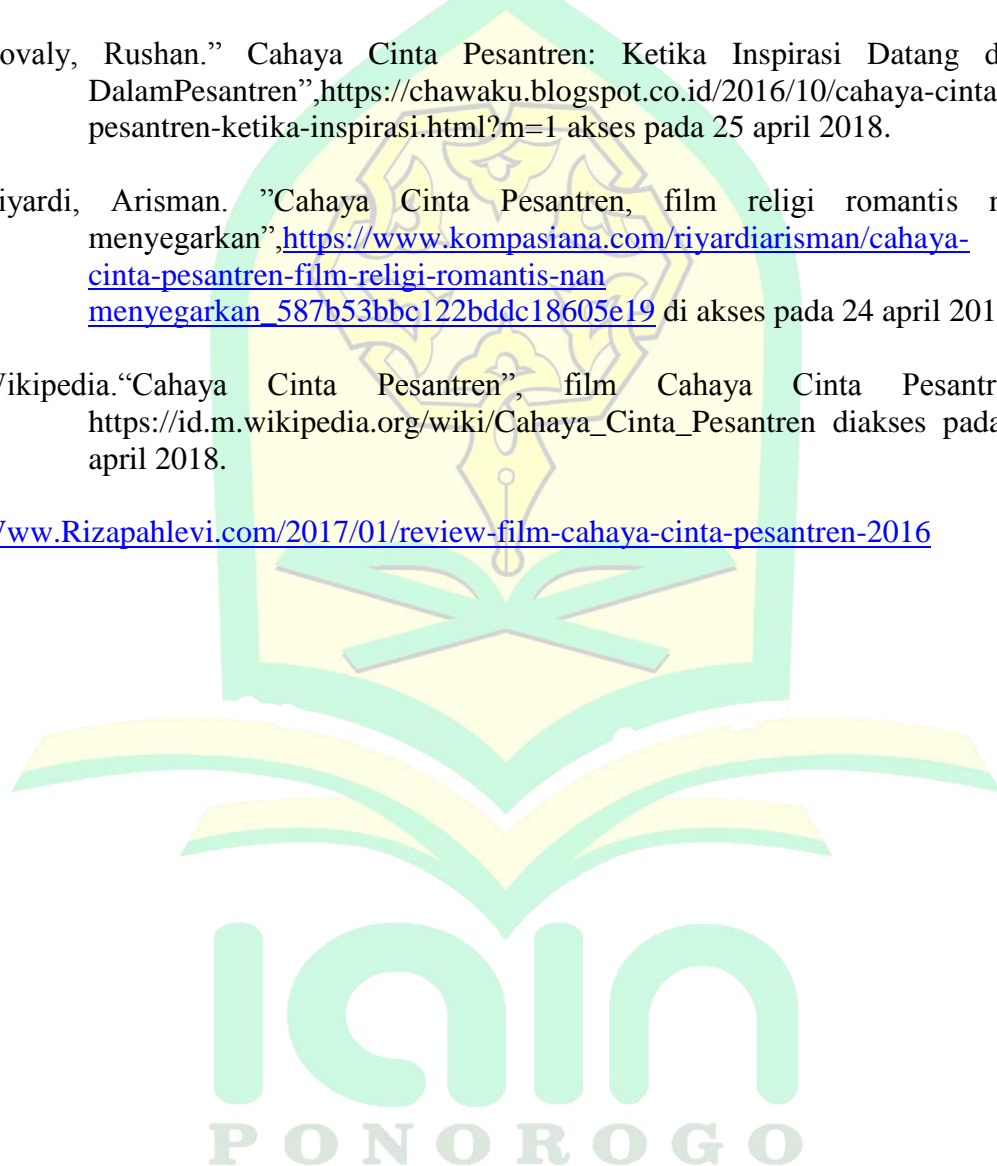 ovaly, Rushan.” Cahaya Cinta Pesantren: Ketika Inspirasi Datang d
DalamPesantren”,https://chawaku.blogspot.co.id/2016/10/cahaya-cinta
pesantren-ketika-inspirasi.html?m=1 akses pada 25 april 2018.
iyardi, Arisman. ”Cahaya Cinta Pesantren, film religi romantis n
menyegarkan”,https://www.kompasiana.com/riyardiarisman/cahaya-
cinta-pesantren-film-religi-romantis-nan
menyegarkan_587b53bbc122bddc18605e19 di akses pada 24 april 201
Wikipedia.“Cahaya Cinta Pesantren”, film Cahaya Cinta Pesantr
https://id.m.wikipedia.org/wiki/Cahaya_Cinta_Pesantren diakses pada
april 2018.
Www.Rizapahlevi.com/2017/01/review-film-cahaya-cinta-pesantren-2016
iain
PONOROGO